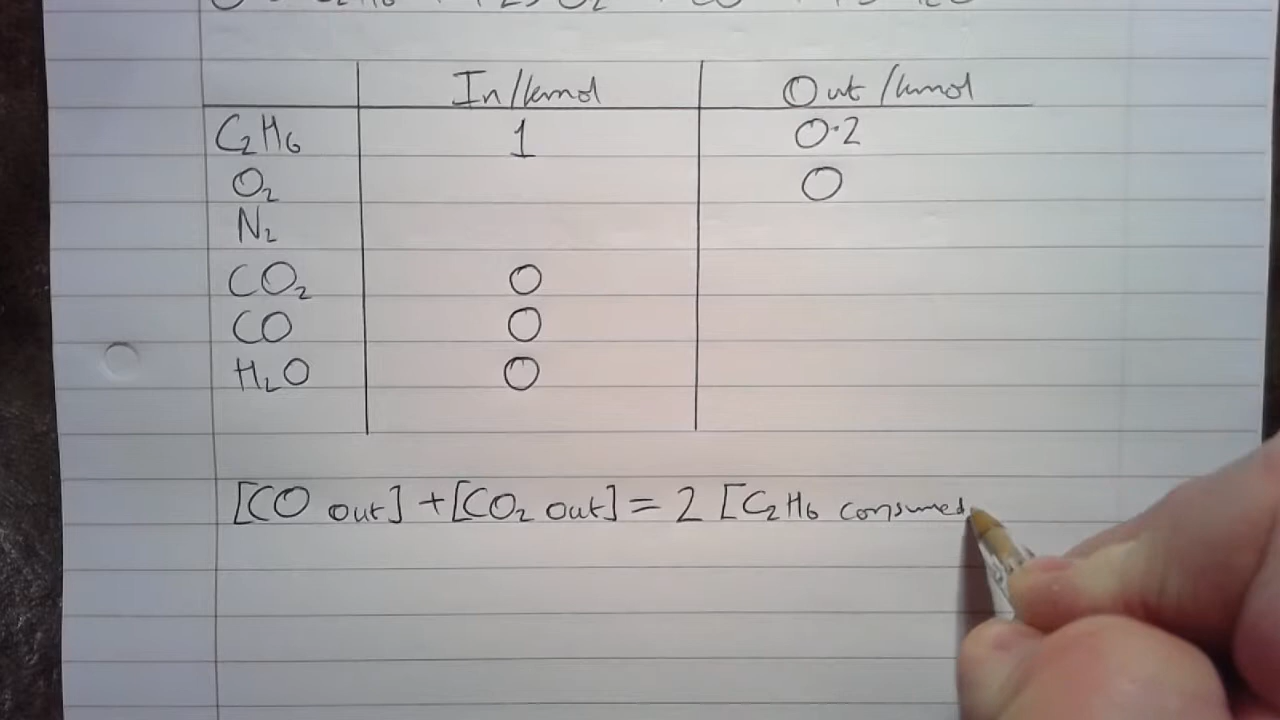 In/kmol Out/kmol
C₂H₆ 1 0.2
O₂ 0
N₂
CO₂ 0
CO 0
H₂O 0
[CO out] + [CO₂ out] = 2 [C₂H₆ consumed